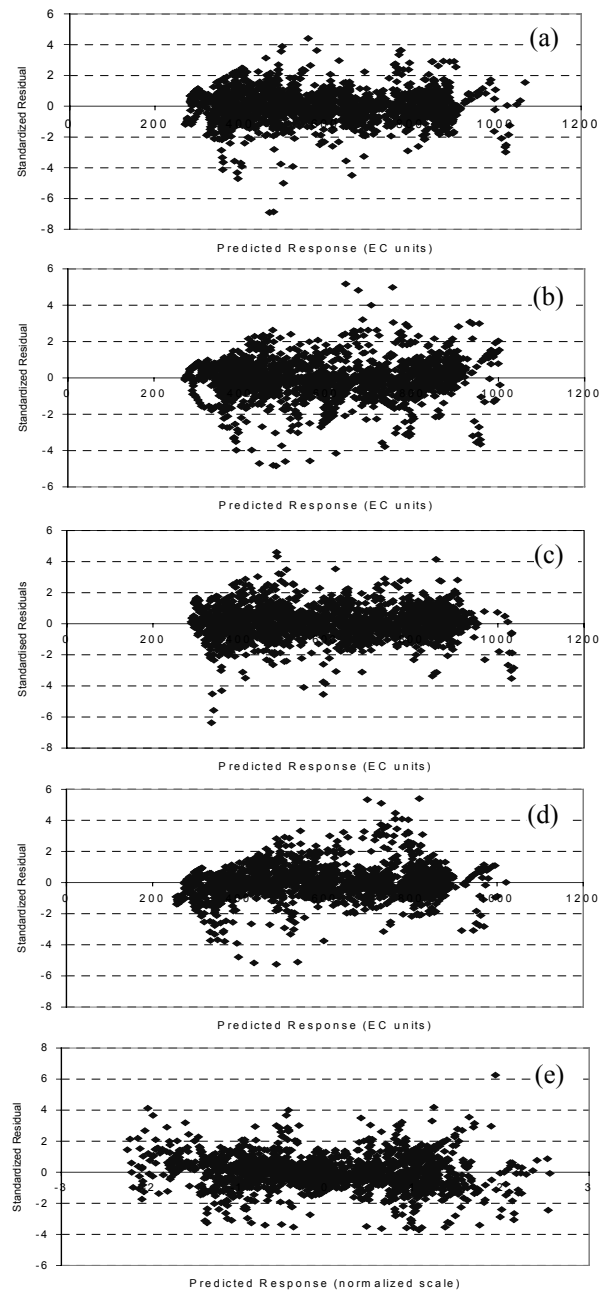 (a)
Standardized Residual
6
4
2
0
-2
-4
-6
-8
0 200 1000 1200
Predicted Response (EC units)
(b)
Standardized Residual
6
4
2
0
-2
-4
-6
0 200 1000 1200
Predicted Response (EC units)
(c)
Standardised Residuals
6
4
2
0
-2
-4
-6
-8
0 200 1000 1200
Predicted Response (EC units)
(d)
Standardized Residual
6
4
2
0
-2
-4
-6
-8
0 200 1200
Predicted Response (EC units)
(e)
Standardized Residual
8
6
4
2
0
-2
-4
-6
-3 3
Predicted Response (normalized scale)